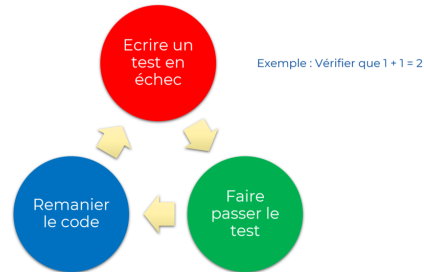 Ecrire un
test en
échec
Exemple : Vérifier que 1 + 1 = 2
Faire
passer le
test
Remanier
le code